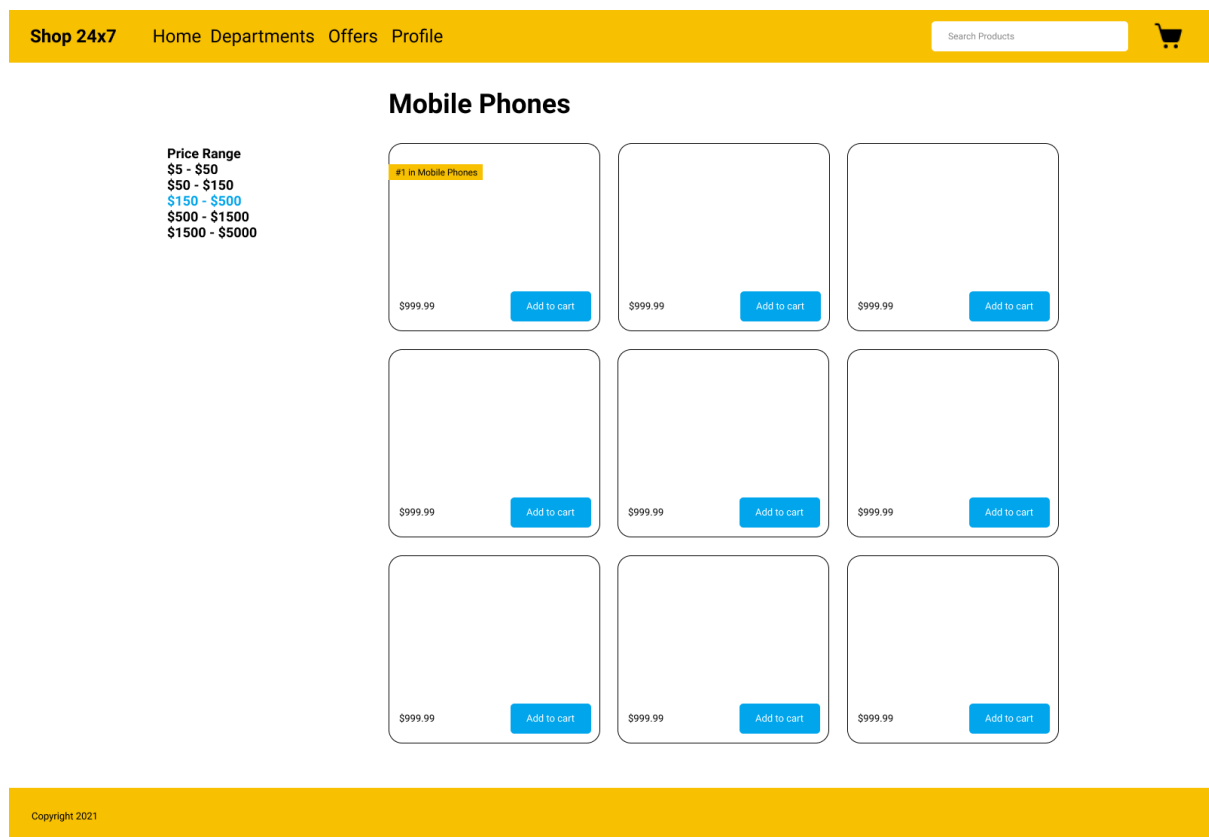 Shop 24x7 Home Departments Offers Profile Search Products
Mobile Phones
Price Range
$5 - $50
$50 - $150
$150 - $500
$500 - $1500
$1500 - $5000
#1 in Mobile Phones
$999.99 Add to cart $999.99 Add to cart $999.99 Add to cart
$999.99 Add to cart $999.99 Add to cart $999.99 Add to cart
$999.99 Add to cart $999.99 Add to cart $999.99 Add to cart
Copyright 2021